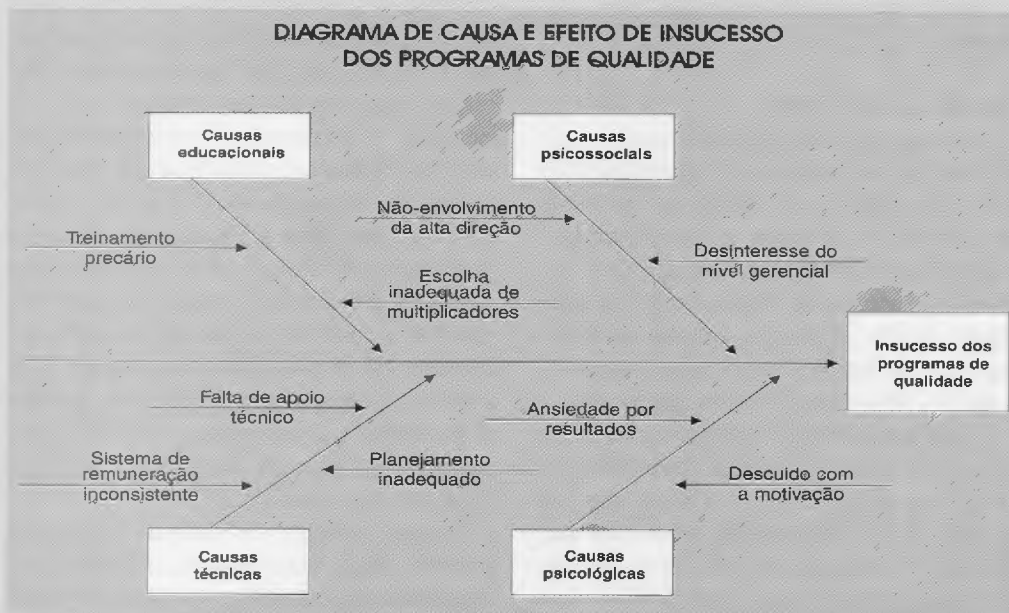 DIAGRAMA DE CAUSA E EFEITO DE INSUCESSO
DOS PROGRAMAS DE QUALIDADE
Causas
educacionais
Causas
psicossociais
Não-envolvimento
da alta direção
Treinamento
precário
Desinteresse do
nível gerencial
Escolha
inadequada de
multiplicadores
Insucesso dos
programas de
qualidade
Falta de apoio
técnico
Ansiedade por
resultados
Sistema de
remuneração
inconsistente
Planejamento
inadequado
Descuido com
a motivação
Causas
técnicas
Causas
psicológicas